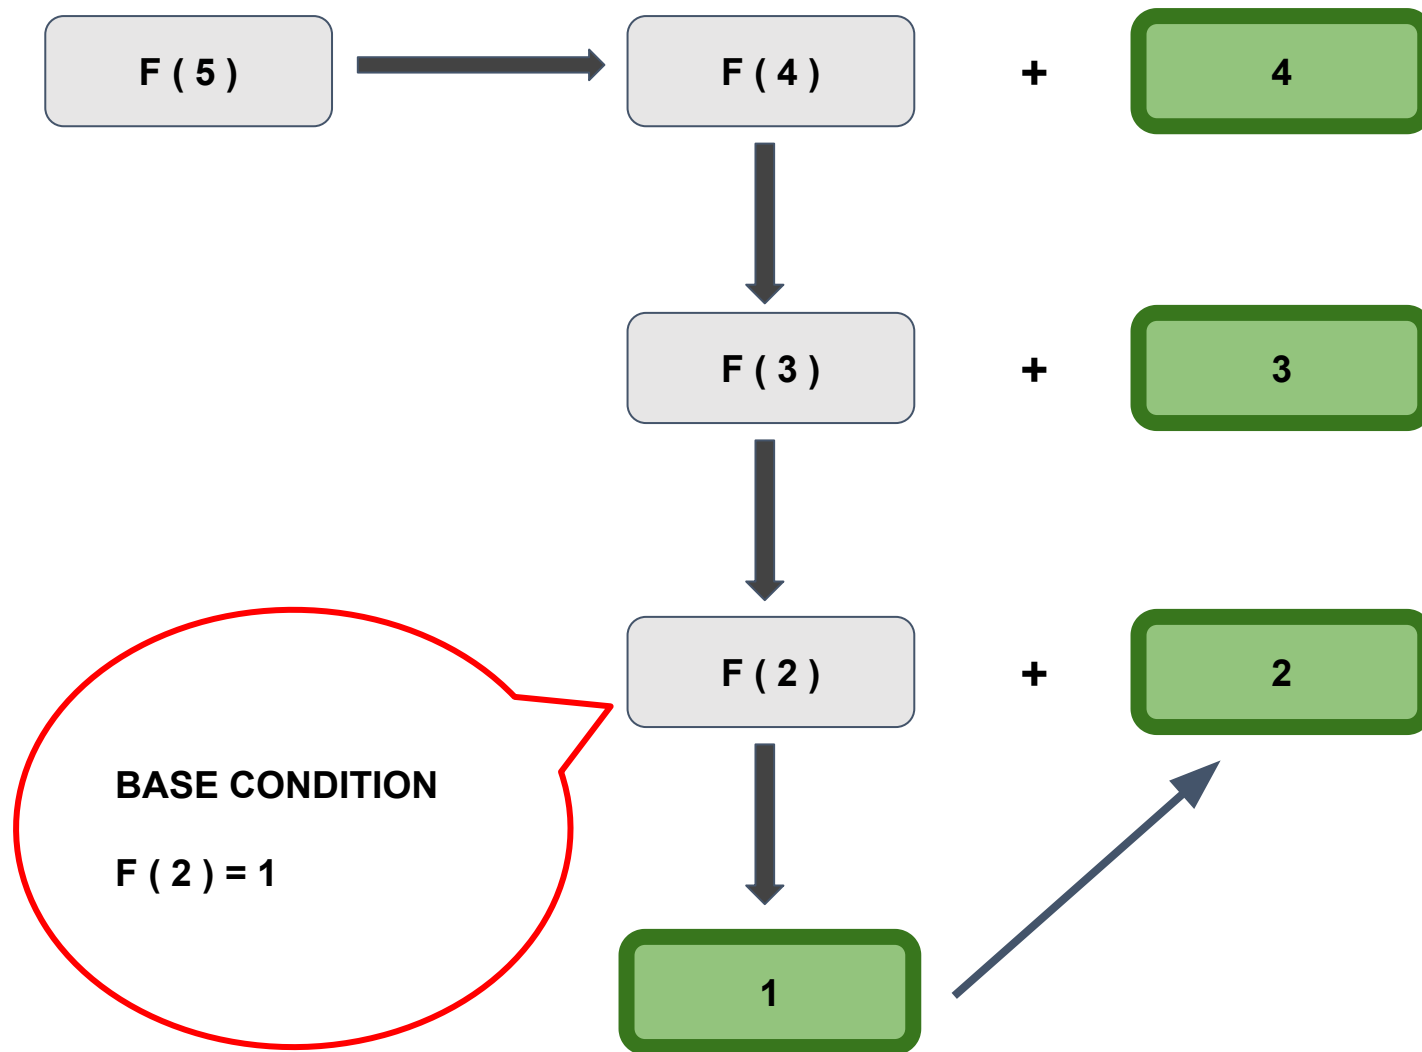 F ( 5 )
F ( 4 )
+
4
F ( 3 )
+
3
F ( 2 )
+
2
BASE CONDITION
F ( 2 ) = 1
1